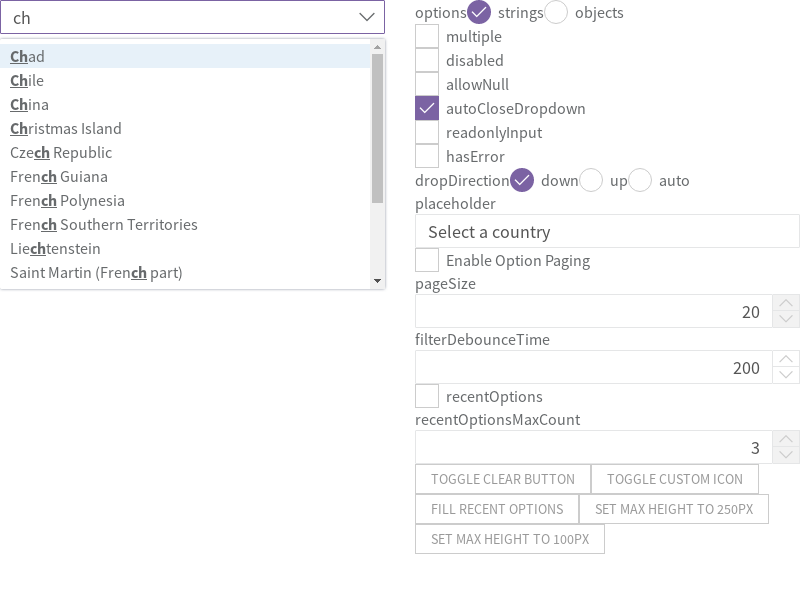 ch
Chad
Chile
China
Christmas Island
Czech Republic
French Guiana
French Polynesia
French Southern Territories
Liechtenstein
Saint Martin (French part)
options strings objects
multiple
disabled
allowNull
autoCloseDropdown
readonlyInput
hasError
dropDirection down up auto
placeholder
Select a country
Enable Option Paging
pageSize
20
filterDebounceTime
200
recentOptions
recentOptionsMaxCount
3
TOGGLE CLEAR BUTTON TOGGLE CUSTOM ICON
FILL RECENT OPTIONS SET MAX HEIGHT TO 250PX
SET MAX HEIGHT TO 100PX